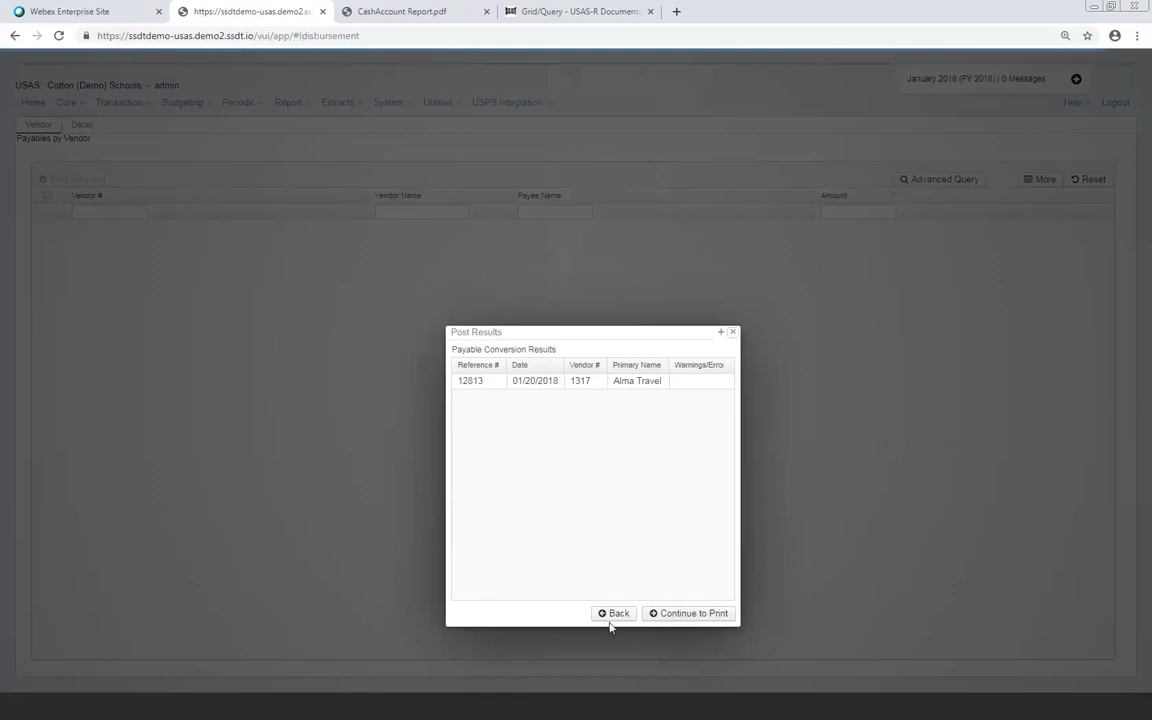 Webex Enterprise Site
https://ssdtdemo-usas.demo2.ss
CashAccount Report.pdf
Grid/Query - USAS-R Document
https://ssdtdemo-usas.demo2.ssdt.io/vui/app/#!disbursement
January 2018 (FY 2018) | 0 Messages
USAS: Cotton (Demo) Schools - admin
Home Core Transaction Budgeting Periodic Report Extracts System Utilities USPS Integration Help Logout
Vendor Detail
Payables by Vendor
Post Selected Advanced Query More Reset
Vendor # Vendor Name Payee Name Amount
Post Results
Payable Conversion Results
Reference # Date Vendor # Primary Name Warnings/Erro
12813 01/20/2018 1317 Alma Travel
Back Continue to Print